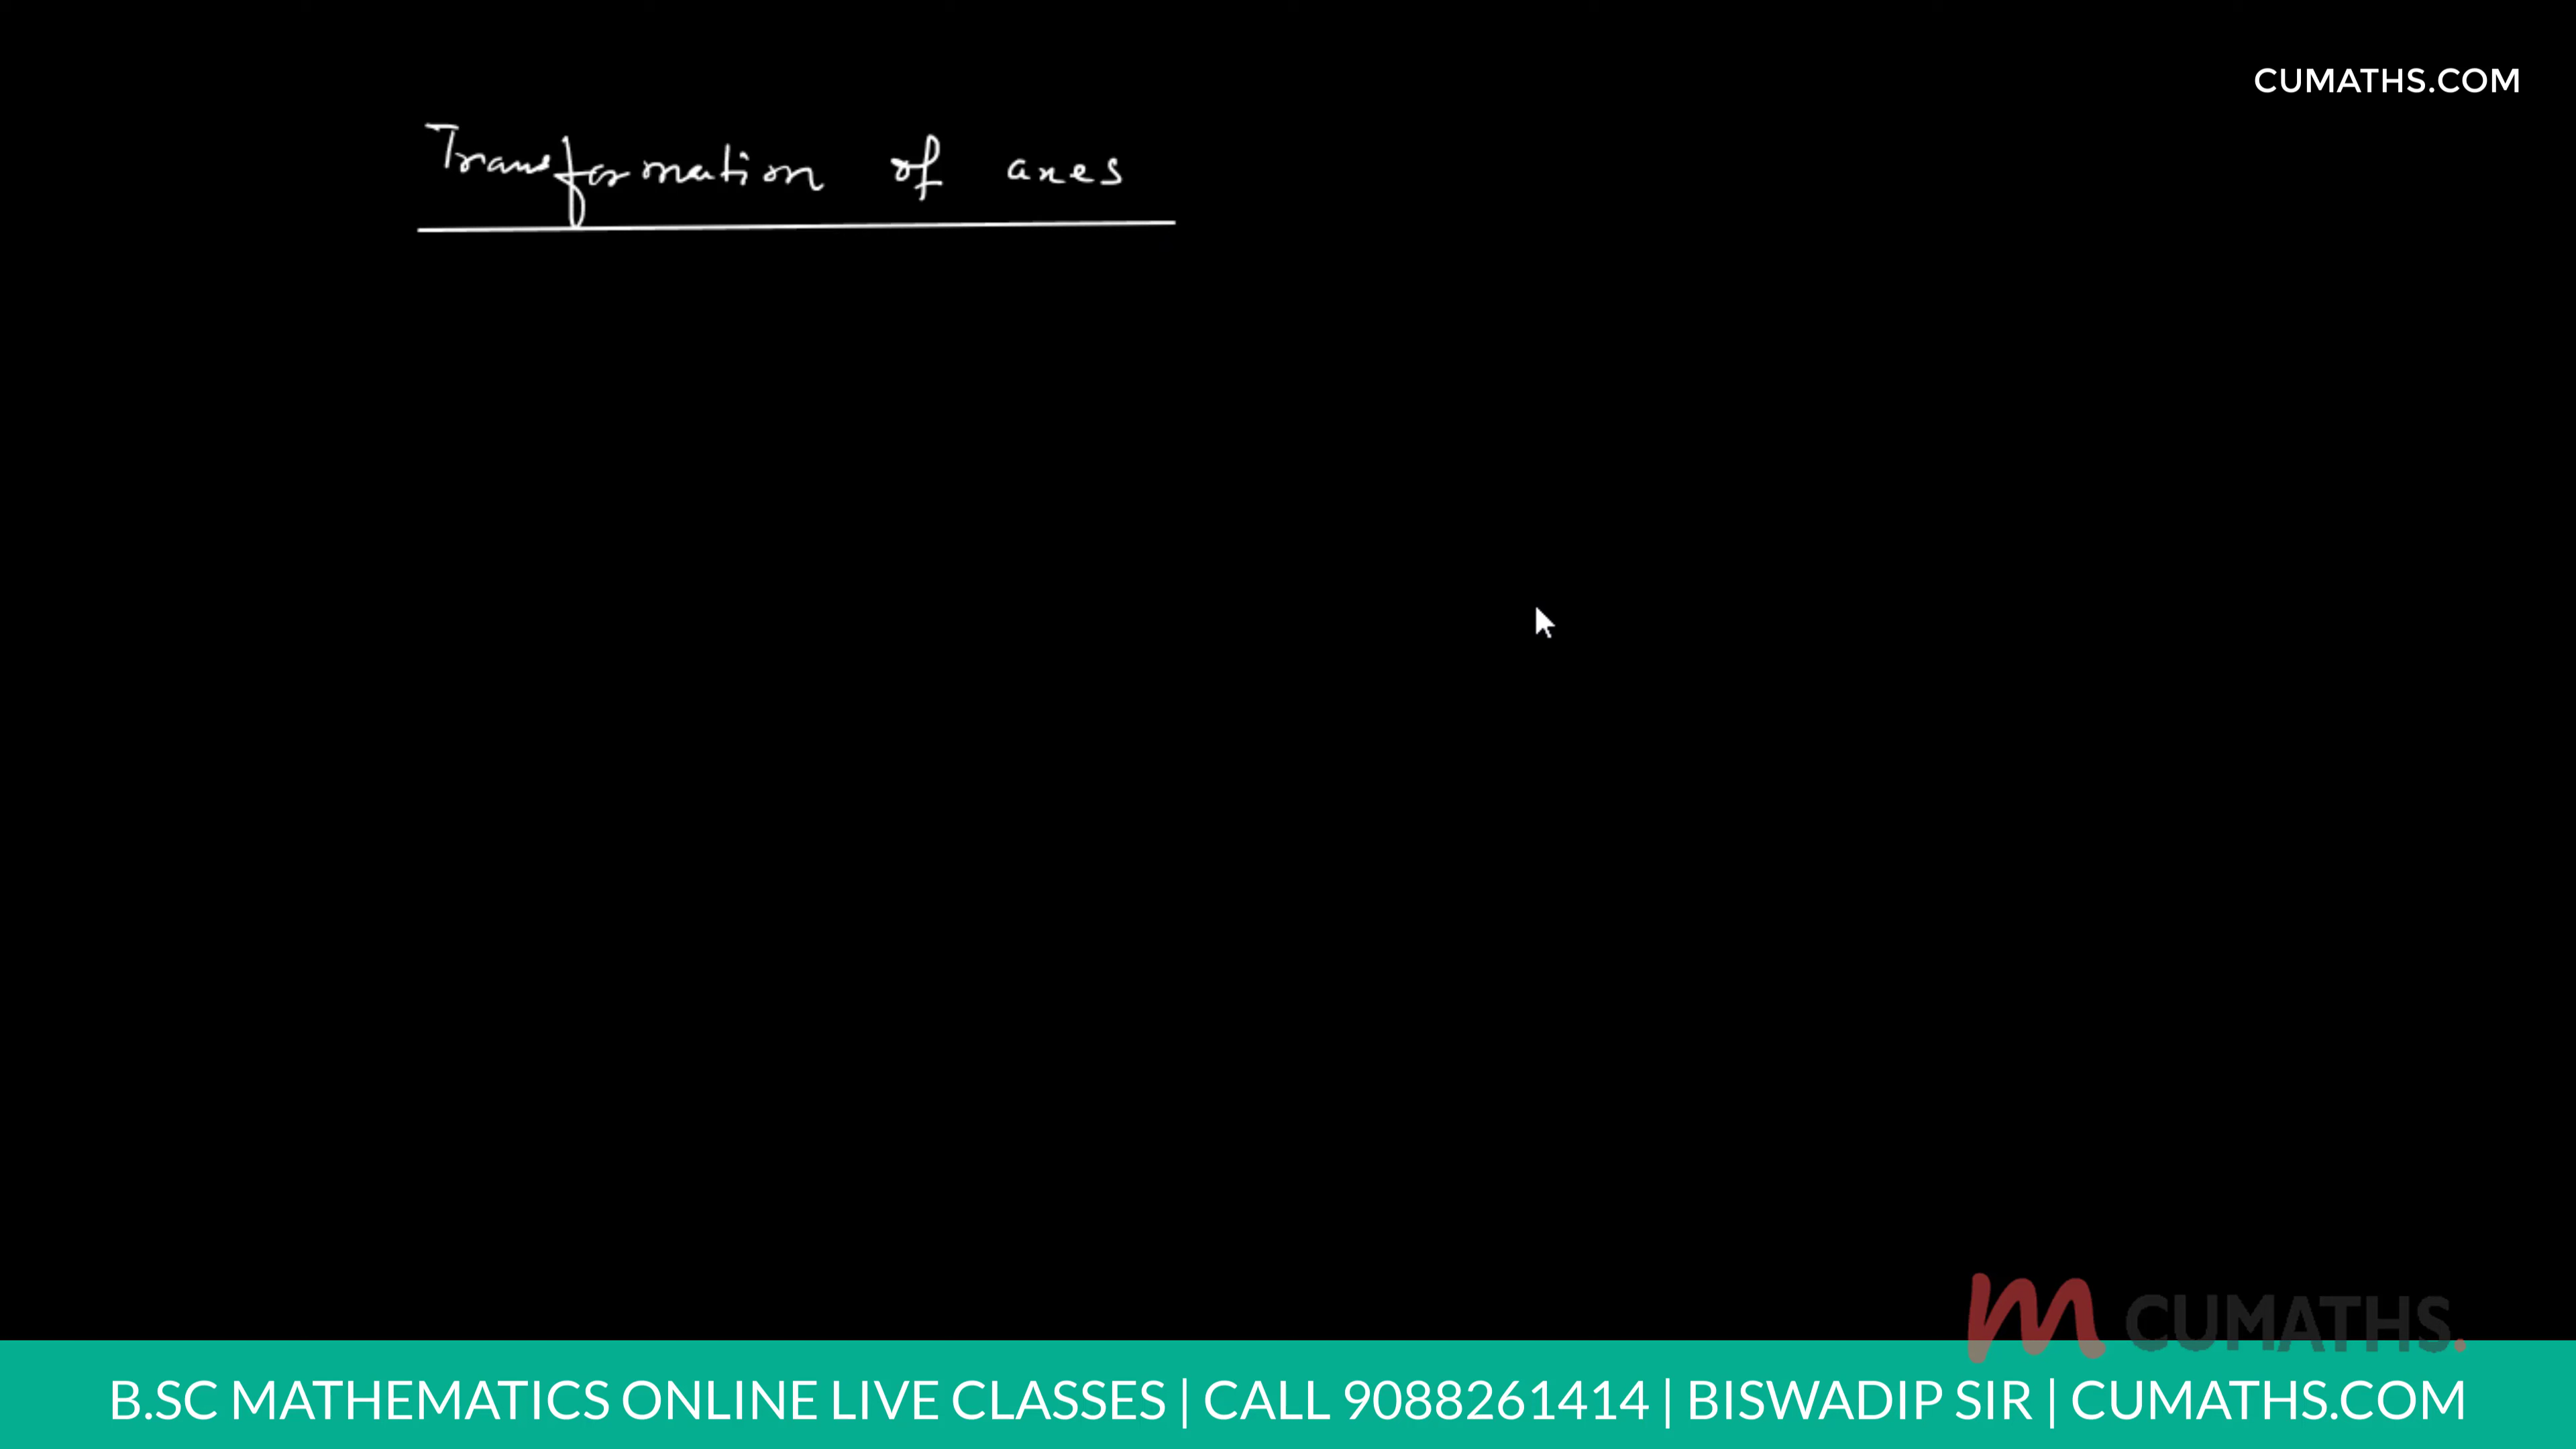 CUMATHS.COM
Transformation of axes
CUMATHS.
B.SC MATHEMATICS ONLINE LIVE CLASSES | CALL 9088261414 | BISWADIP SIR | CUMATHS.COM